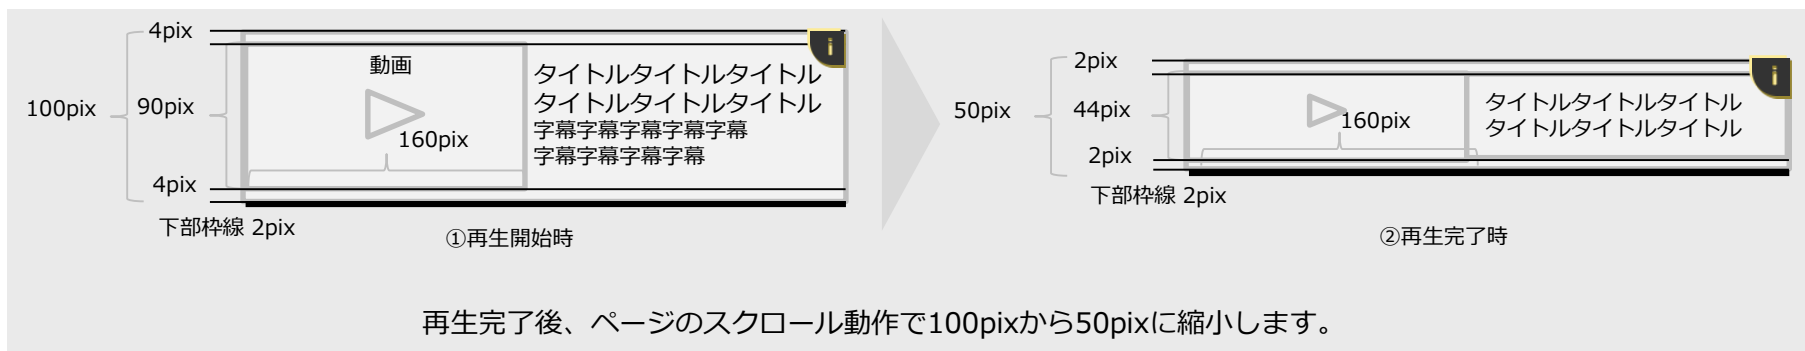 4pix
動画
i
タイトルタイトルタイトル
タイトルタイトルタイトル
字幕字幕字幕字幕字幕
字幕字幕字幕字幕
100pix
90pix
160pix
4pix
下部枠線 2pix
①再生開始時
2pix
i
50pix
44pix
160pix
タイトルタイトルタイトル
タイトルタイトルタイトル
2pix
下部枠線 2pix
②再生完了時
再生完了後、ページのスクロール動作で100pixから50pixに縮小します。